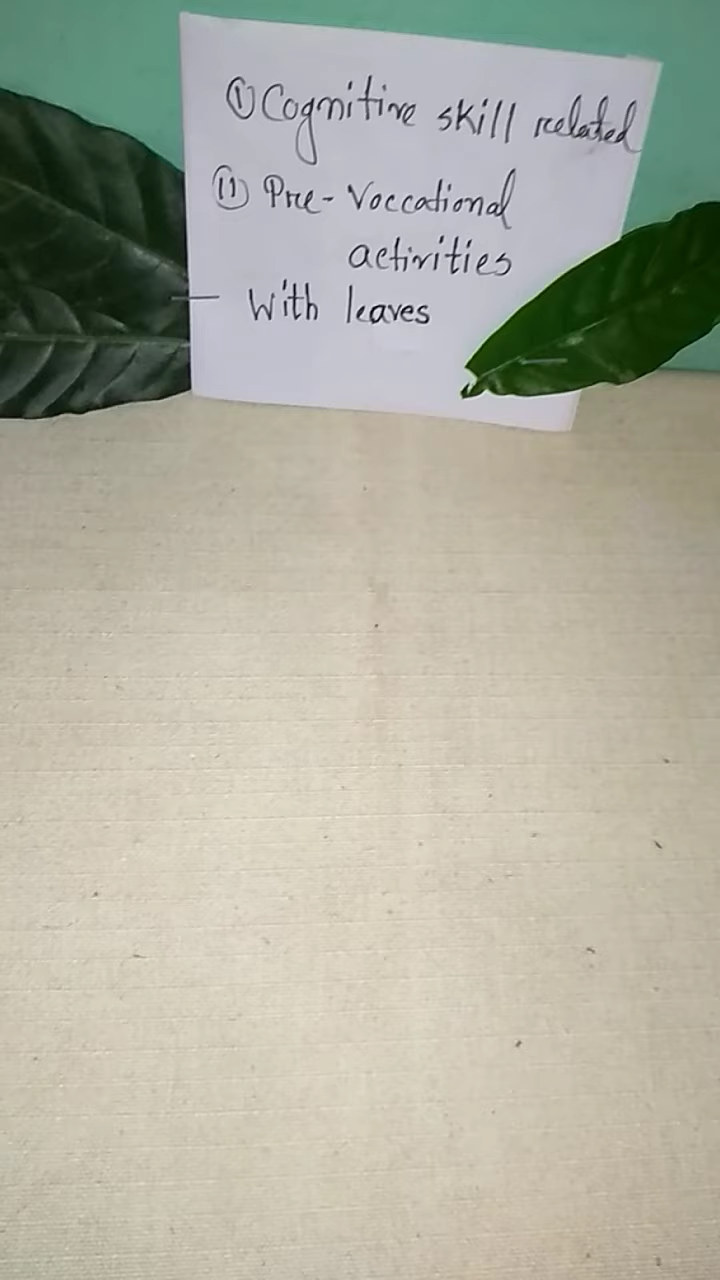 ① Cognitive skill related
⑪ Pre-Voccational
activities
— With leaves